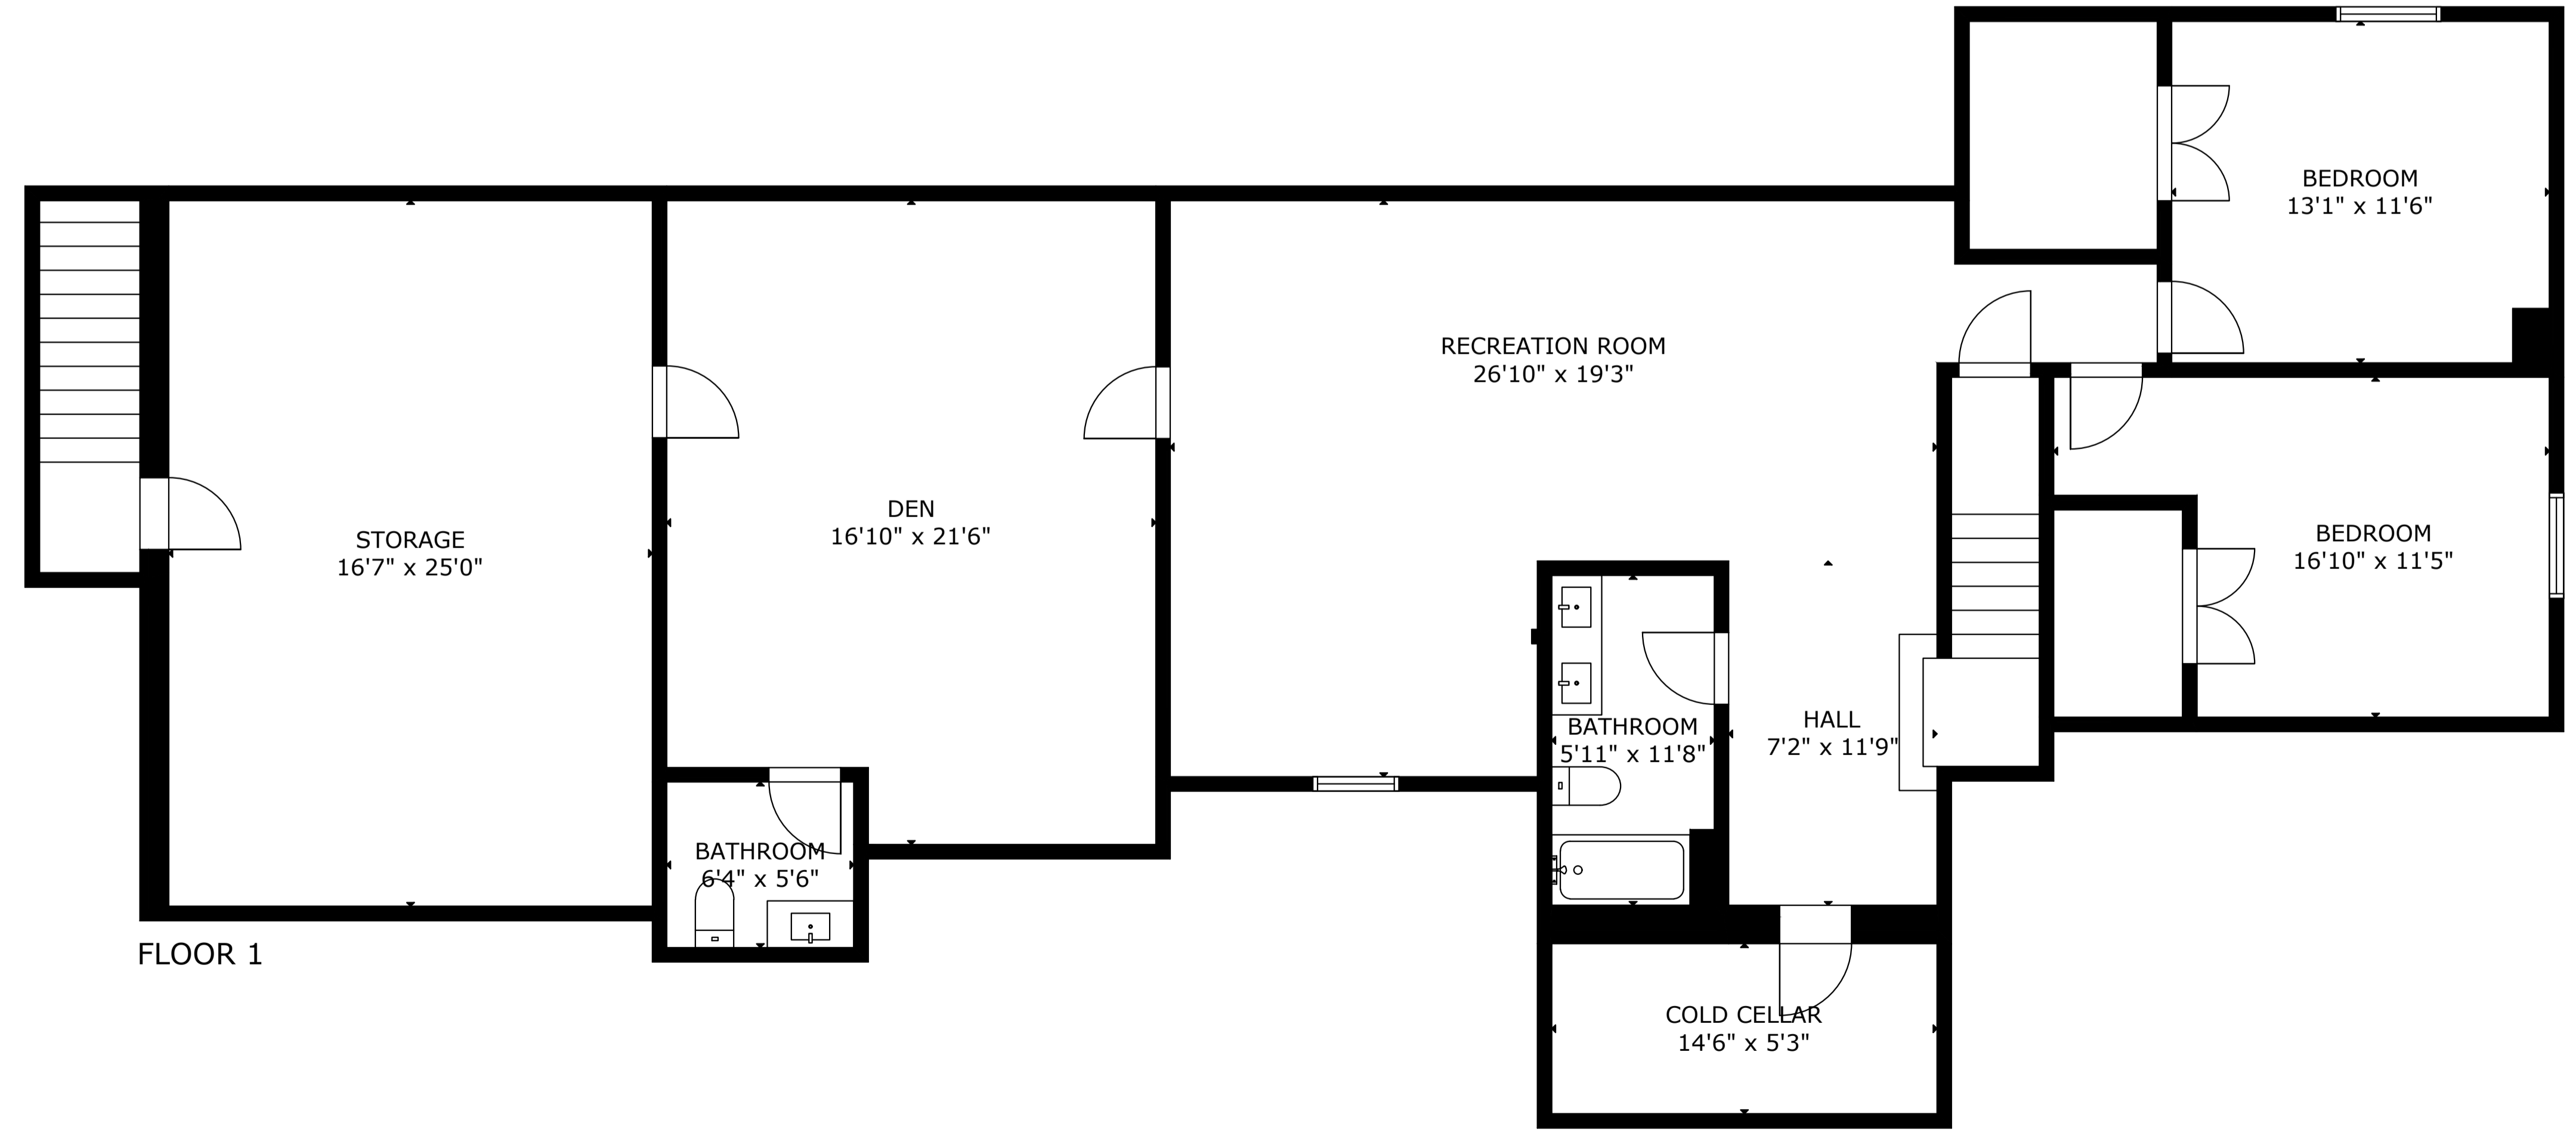 BEDROOM
13'1" x 11'6"
RECREATION ROOM
26'10" x 19'3"
DEN
16'10" x 21'6"
STORAGE
16'7" x 25'0"
BEDROOM
16'10" x 11'5"
BATHROOM
5'11" x 11'8"
HALL
7'2" x 11'9"
BATHROOM
6'4" x 5'6"
FLOOR 1
COLD CELLAR
14'6" x 5'3"